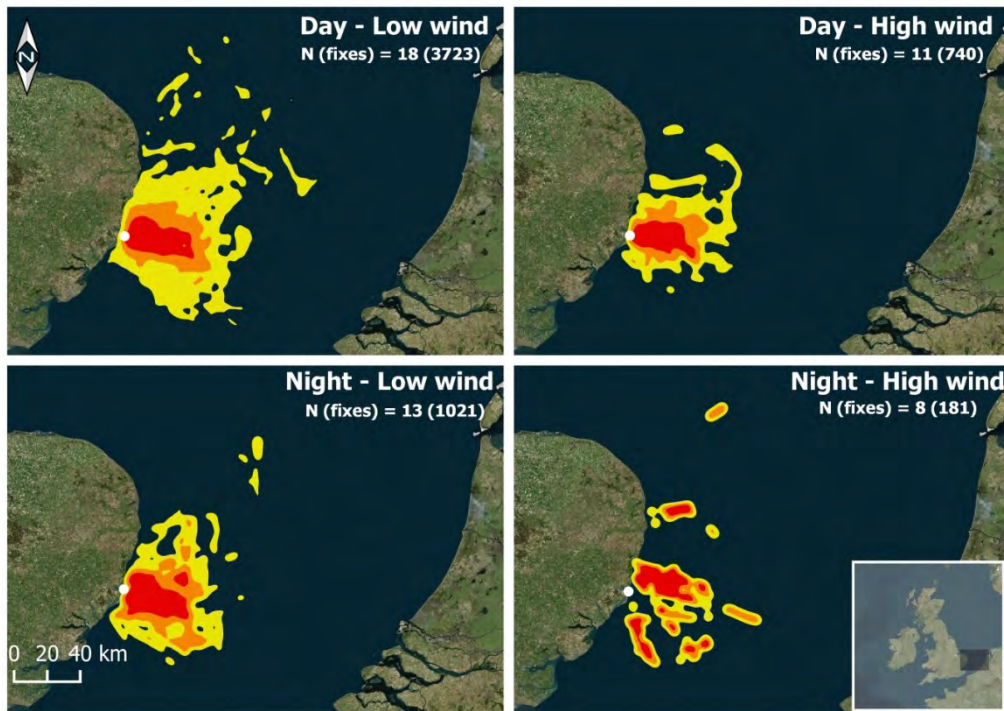 N
Day - Low wind
N (fixes) = 18 (3723)
Day - High wind
N (fixes) = 11 (740)
Night - Low wind
N (fixes) = 13 (1021)
Night - High wind
N (fixes) = 8 (181)
0 20 40 km